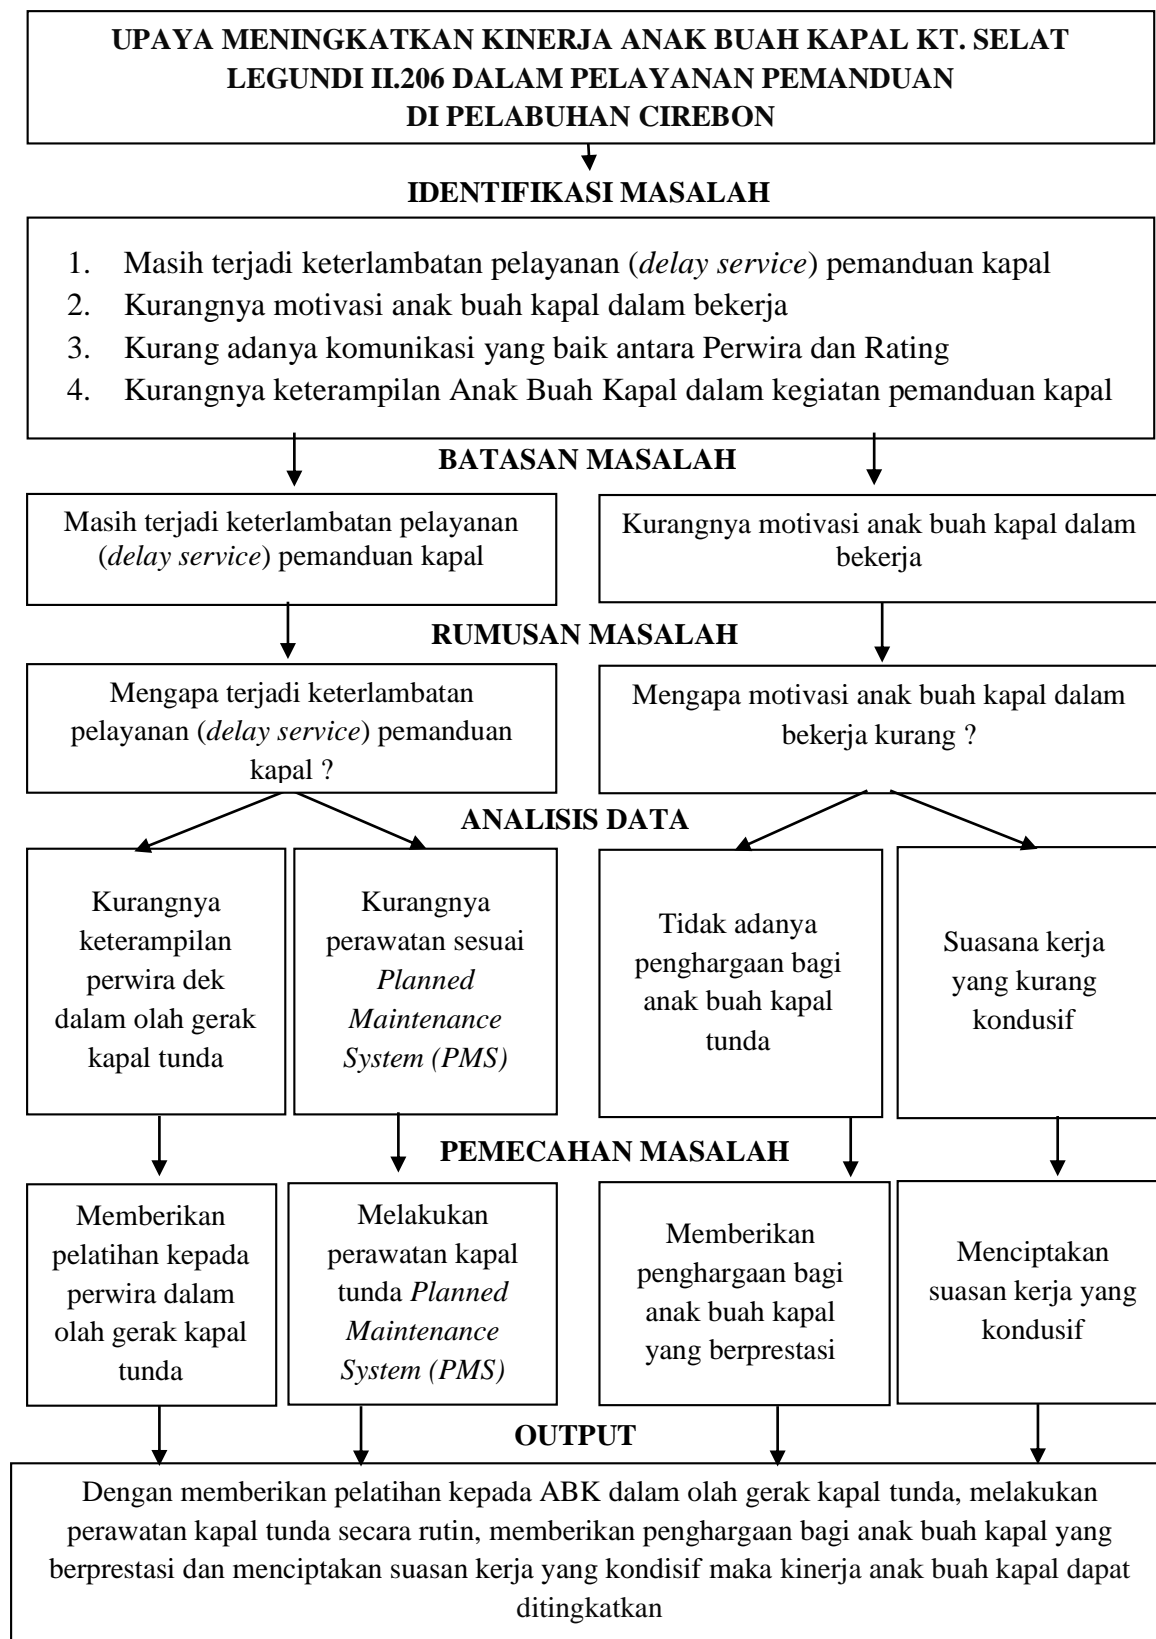 UPAYA MENINGKATKAN KINERJA ANAK BUAH KAPAL KT. SELAT
LEGUNDI II.206 DALAM PELAYANAN PEMANDUAN
DI PELABUHAN CIREBON
IDENTIFIKASI MASALAH
1. Masih terjadi keterlambatan pelayanan (delay service) pemanduan kapal
2. Kurangnya motivasi anak buah kapal dalam bekerja
3. Kurang adanya komunikasi yang baik antara Perwira dan Rating
4. Kurangnya keterampilan Anak Buah Kapal dalam kegiatan pemanduan kapal
BATASAN MASALAH
Masih terjadi keterlambatan pelayanan
(delay service) pemanduan kapal
Kurangnya motivasi anak buah kapal dalam
bekerja
RUMUSAN MASALAH
Mengapa terjadi keterlambatan
pelayanan (delay service) pemanduan
kapal ?
Mengapa motivasi anak buah kapal dalam
bekerja kurang ?
ANALISIS DATA
Kurangnya
keterampilan
perwira dek
dalam olah gerak
kapal tunda
Kurangnya
perawatan sesuai
Planned
Maintenance
System (PMS)
Tidak adanya
penghargaan bagi
anak buah kapal
tunda
Suasana kerja
yang kurang
kondusif
PEMECAHAN MASALAH
Memberikan
pelatihan kepada
perwira dalam
olah gerak kapal
tunda
Melakukan
perawatan kapal
tunda Planned
Maintenance
System (PMS)
Memberikan
penghargaan bagi
anak buah kapal
yang berprestasi
Menciptakan
suasan kerja yang
kondusif
OUTPUT
Dengan memberikan pelatihan kepada ABK dalam olah gerak kapal tunda, melakukan
perawatan kapal tunda secara rutin, memberikan penghargaan bagi anak buah kapal yang
berprestasi dan menciptakan suasan kerja yang kondisif maka kinerja anak buah kapal dapat
ditingkatkan